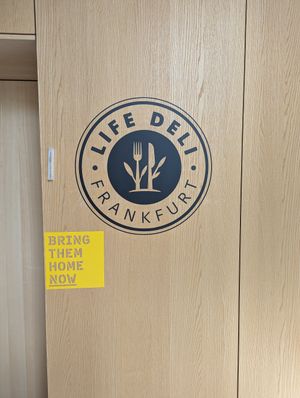 LIFE DELI
FRANKFURT
BRING
THEM
HOME
NOW